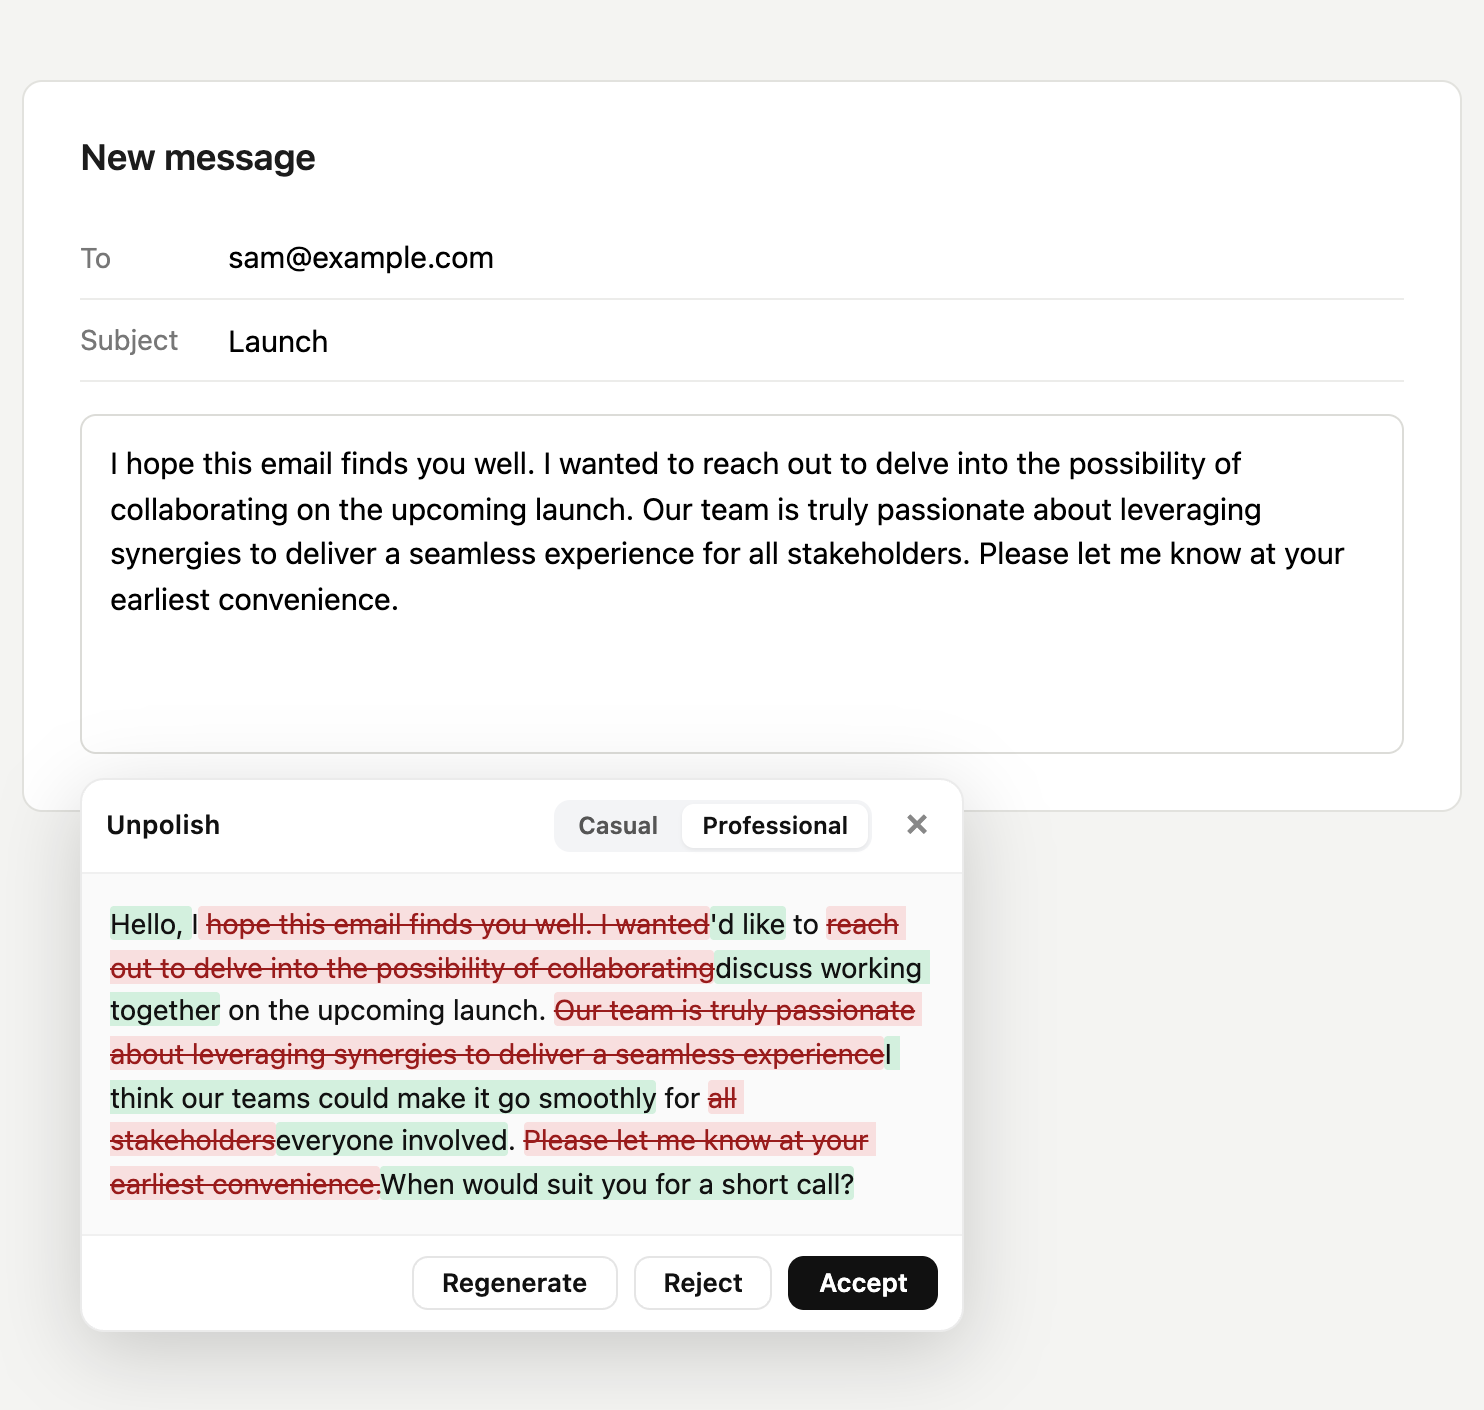 New message
To sam@example.com
Subject Launch
I hope this email finds you well. I wanted to reach out to delve into the possibility of
collaborating on the upcoming launch. Our team is truly passionate about leveraging
synergies to deliver a seamless experience for all stakeholders. Please let me know at your
earliest convenience.
Unpolish Casual Professional ✕
Hello, I hope this email finds you well. I wanted'd like to reach
out to delve into the possibility of collaboratingdiscuss working
together on the upcoming launch. Our team is truly passionate
about leveraging synergies to deliver a seamless experienceI
think our teams could make it go smoothly for all
stakeholderseveryone involved. Please let me know at your
earliest convenience.When would suit you for a short call?
Regenerate Reject Accept